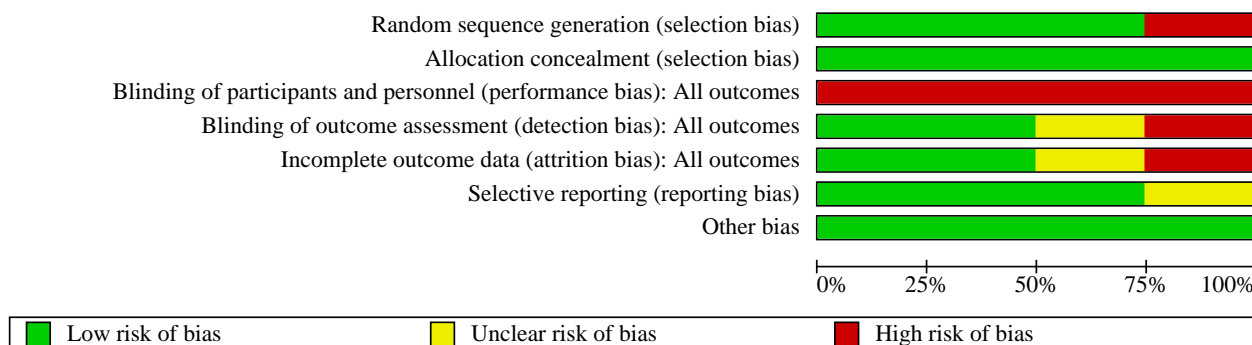 Random sequence generation (selection bias)
Allocation concealment (selection bias)
Blinding of participants and personnel (performance bias): All outcomes
Blinding of outcome assessment (detection bias): All outcomes
Incomplete outcome data (attrition bias): All outcomes
Selective reporting (reporting bias)
Other bias
0% 25% 50% 75% 100%
Low risk of bias Unclear risk of bias High risk of bias